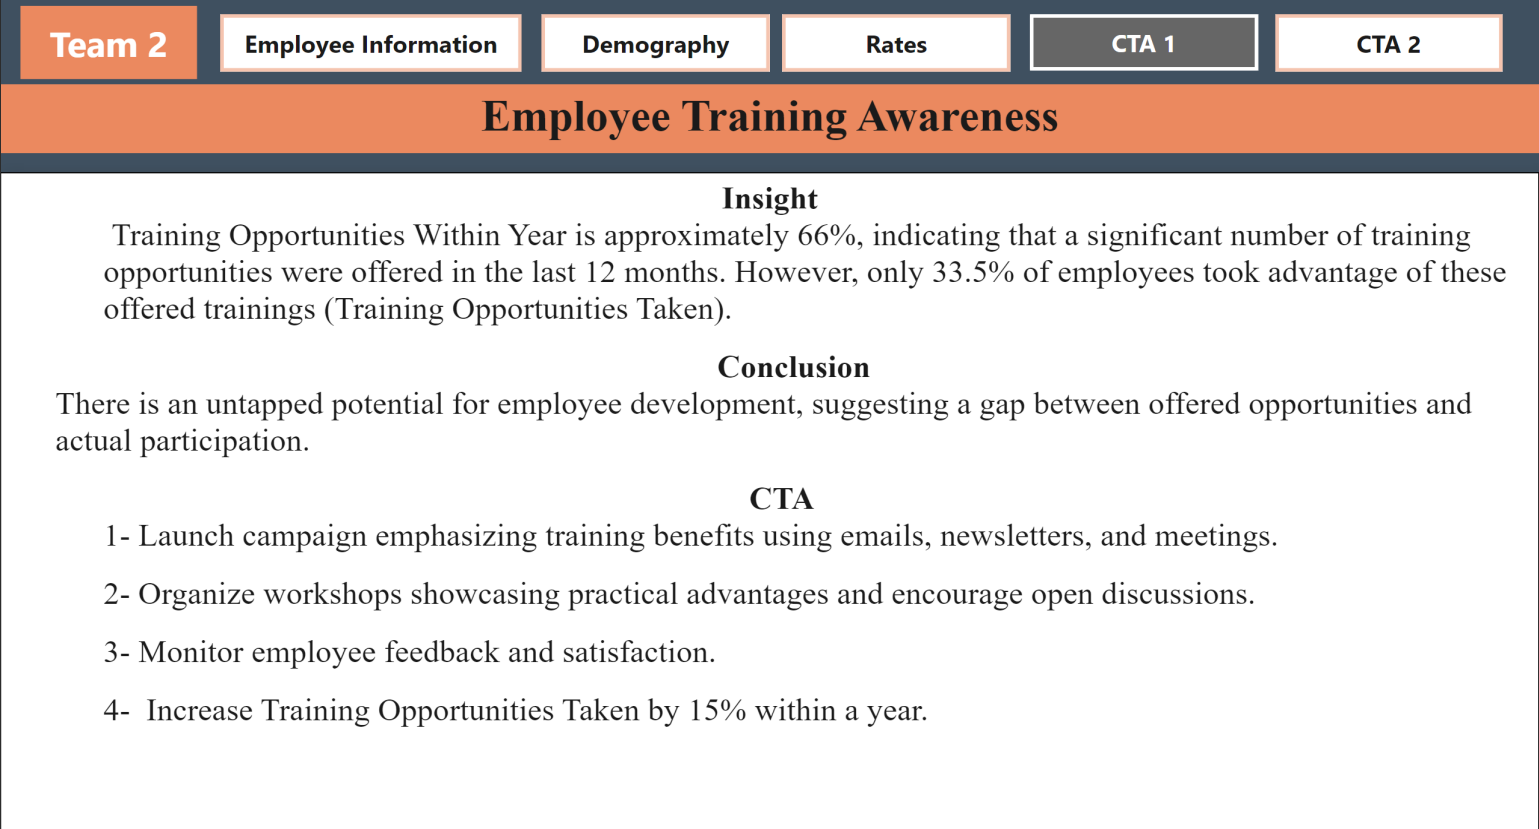 Team 2
Employee Information
Demography
Rates
CTA 1
CTA 2
Employee Training Awareness
Insight
Training Opportunities Within Year is approximately 66%, indicating that a significant number of training
opportunities were offered in the last 12 months. However, only 33.5% of employees took advantage of these
offered trainings (Training Opportunities Taken).
Conclusion
There is an untapped potential for employee development, suggesting a gap between offered opportunities and
actual participation.
CTA
1- Launch campaign emphasizing training benefits using emails, newsletters, and meetings.
2- Organize workshops showcasing practical advantages and encourage open discussions.
3- Monitor employee feedback and satisfaction.
4- Increase Training Opportunities Taken by 15% within a year.